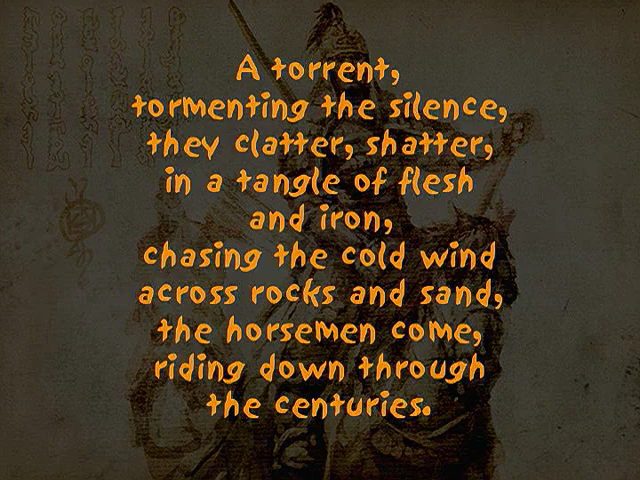 A torrent,
tormenting the silence,
they clatter, shatter,
in a tangle of flesh
and iron,
chasing the cold wind
across rocks and sand,
the horsemen come,
riding down through
the centuries.